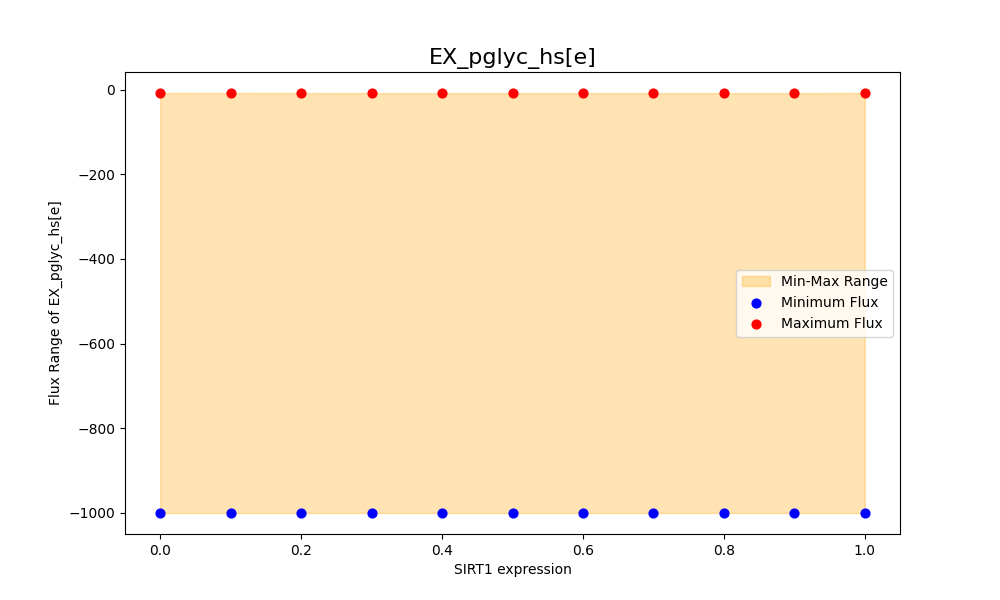 EX_pglyc_hs[e]
0
−200
−400
−600
−800
−1000
Flux Range of EX_pglyc_hs[e]
Min-Max Range
Minimum Flux
Maximum Flux
0.0
0.2
0.4
0.6
0.8
1.0
SIRT1 expression